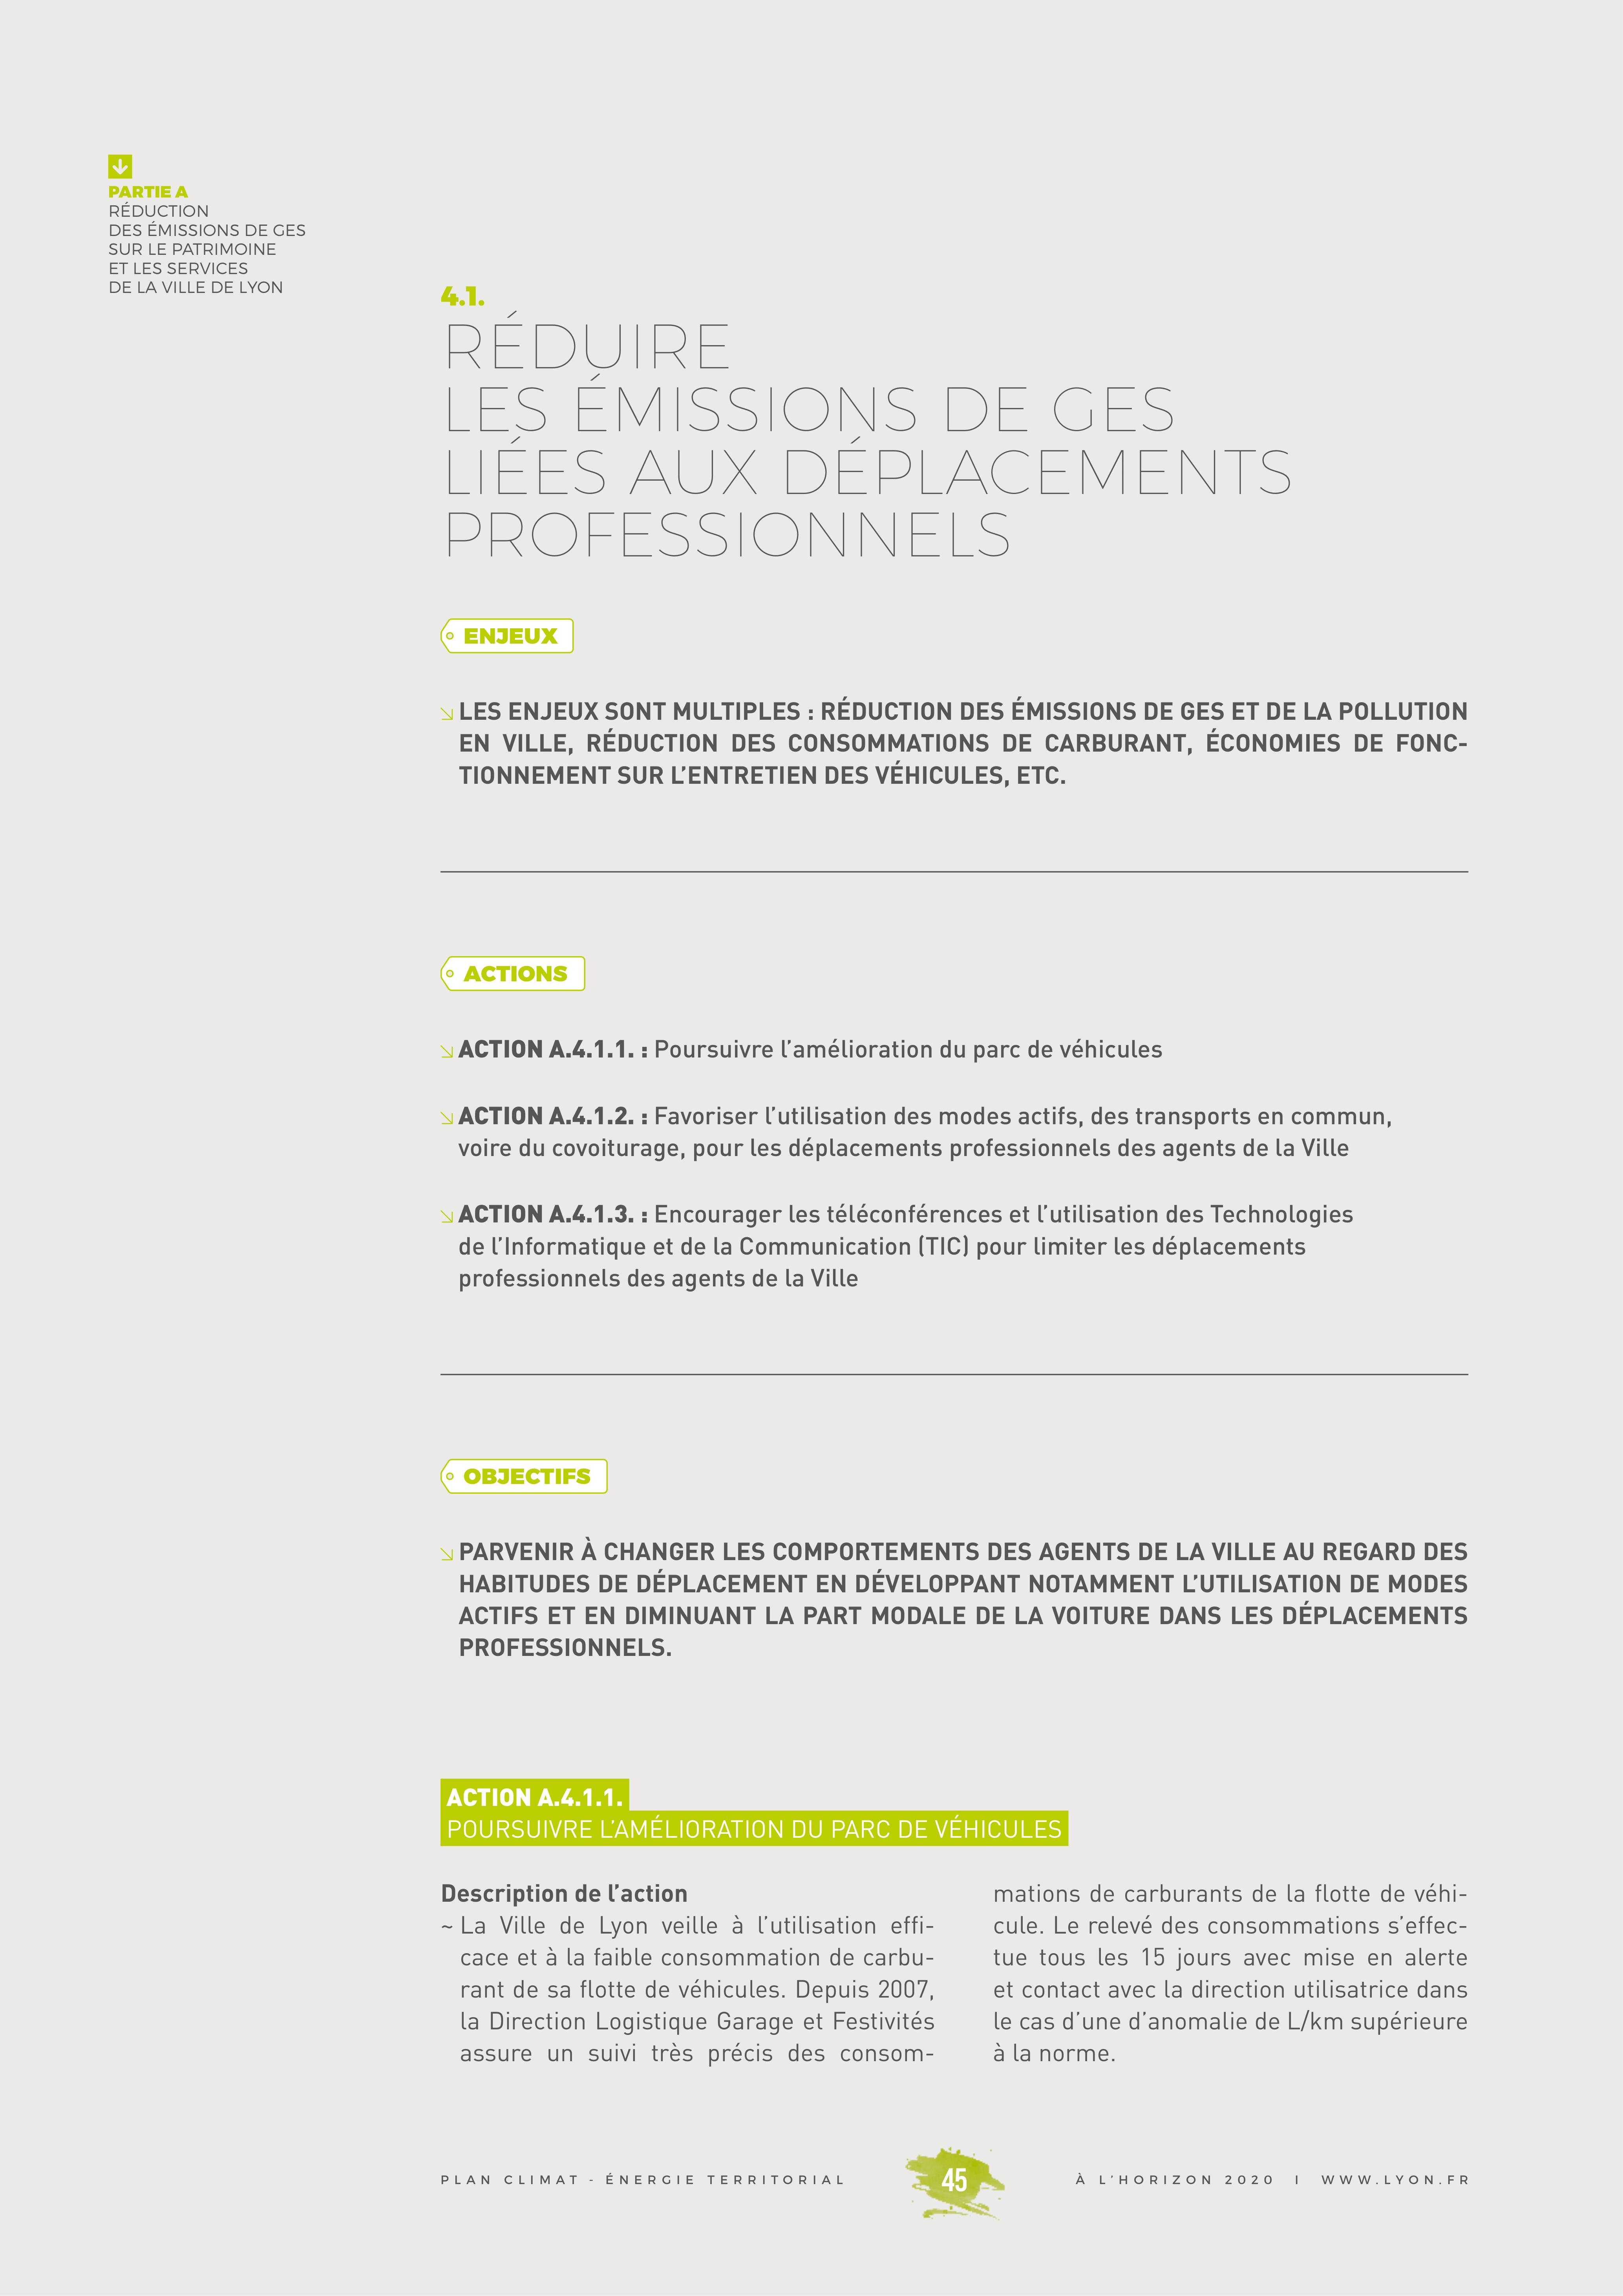 PARTIE A
RÉDUCTION
DES ÉMISSIONS DE GES
SUR LE PATRIMOINE
ET LES SERVICES
DE LA VILLE DE LYON
4.1.
RÉDUIRE
LES ÉMISSIONS DE GES
LIÉES AUX DÉPLACEMENTS
PROFESSIONNELS
ENJEUX
LES ENJEUX SONT MULTIPLES : RÉDUCTION DES ÉMISSIONS DE GES ET DE LA POLLUTION
EN VILLE, RÉDUCTION DES CONSOMMATIONS DE CARBURANT, ÉCONOMIES DE FONC-
TIONNEMENT SUR L’ENTRETIEN DES VÉHICULES, ETC.
ACTIONS
ACTION A.4.1.1. : Poursuivre l’amélioration du parc de véhicules
ACTION A.4.1.2. : Favoriser l’utilisation des modes actifs, des transports en commun,
voire du covoiturage, pour les déplacements professionnels des agents de la Ville
ACTION A.4.1.3. : Encourager les téléconférences et l’utilisation des Technologies
de l’Informatique et de la Communication (TIC) pour limiter les déplacements
professionnels des agents de la Ville
OBJECTIFS
PARVENIR À CHANGER LES COMPORTEMENTS DES AGENTS DE LA VILLE AU REGARD DES
HABITUDES DE DÉPLACEMENT EN DÉVELOPPANT NOTAMMENT L’UTILISATION DE MODES
ACTIFS ET EN DIMINUANT LA PART MODALE DE LA VOITURE DANS LES DÉPLACEMENTS
PROFESSIONNELS.
ACTION A.4.1.1.
POURSUIVRE L’AMÉLIORATION DU PARC DE VÉHICULES
Description de l’action
~ La Ville de Lyon veille à l’utilisation effi-
cace et à la faible consommation de carbu-
rant de sa flotte de véhicules. Depuis 2007,
la Direction Logistique Garage et Festivités
assure un suivi très précis des consom-
mations de carburants de la flotte de véhi-
cule. Le relevé des consommations s’effec-
tue tous les 15 jours avec mise en alerte
et contact avec la direction utilisatrice dans
le cas d’une d’anomalie de L/km supérieure
à la norme.
PLAN CLIMAT - ÉNERGIE TERRITORIAL
45
À L’HORIZON 2020 I WWW.LYON.FR